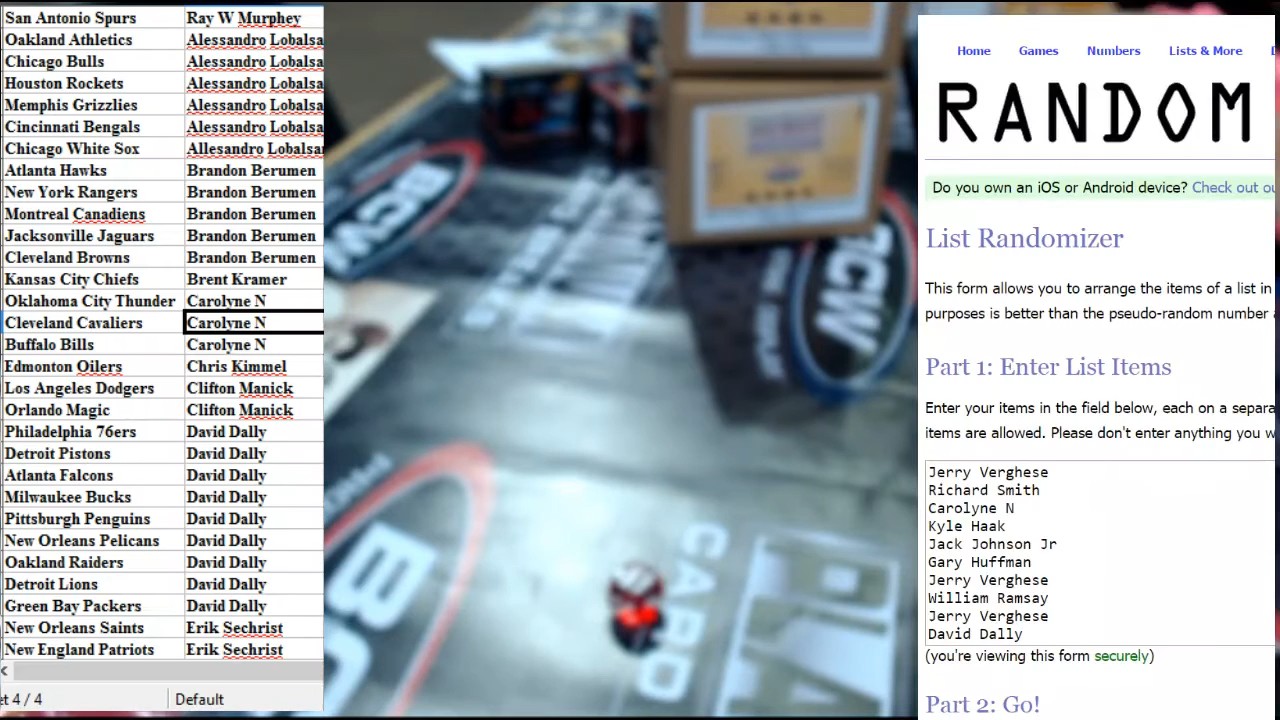 San Antonio Spurs Ray W Murphey
Oakland Athletics Alessandro Lobalsa
Chicago Bulls Alessandro Lobalsa
Houston Rockets Alessandro Lobalsa
Memphis Grizzlies Alessandro Lobalsa
Cincinnati Bengals Alessandro Lobalsa
Chicago White Sox Allesandro Lobalsa
Atlanta Hawks Brandon Berumen
New York Rangers Brandon Berumen
Montreal Canadiens Brandon Berumen
Jacksonville Jaguars Brandon Berumen
Cleveland Browns Brandon Berumen
Kansas City Chiefs Brent Kramer
Oklahoma City Thunder Carolyne N
Cleveland Cavaliers Carolyne N
Buffalo Bills Carolyne N
Edmonton Oilers Chris Kimmel
Los Angeles Dodgers Clifton Manick
Orlando Magic Clifton Manick
Philadelphia 76ers David Dally
Detroit Pistons David Dally
Atlanta Falcons David Dally
Milwaukee Bucks David Dally
Pittsburgh Penguins David Dally
New Orleans Pelicans David Dally
Oakland Raiders David Dally
Detroit Lions David Dally
Green Bay Packers David Dally
New Orleans Saints Erik Sechrist
New England Patriots Erik Sechrist
et 4 / 4 Default
BCW
BCW
BC
CARD
Home Games Numbers Lists & More
RANDOM
Do you own an iOS or Android device? Check out ou
List Randomizer
This form allows you to arrange the items of a list in
purposes is better than the pseudo-random number a
Part 1: Enter List Items
Enter your items in the field below, each on a separa
items are allowed. Please don't enter anything you w
Jerry Verghese
Richard Smith
Carolyne N
Kyle Haak
Jack Johnson Jr
Gary Huffman
Jerry Verghese
William Ramsay
Jerry Verghese
David Dally
(you're viewing this form securely)
Part 2: Go!